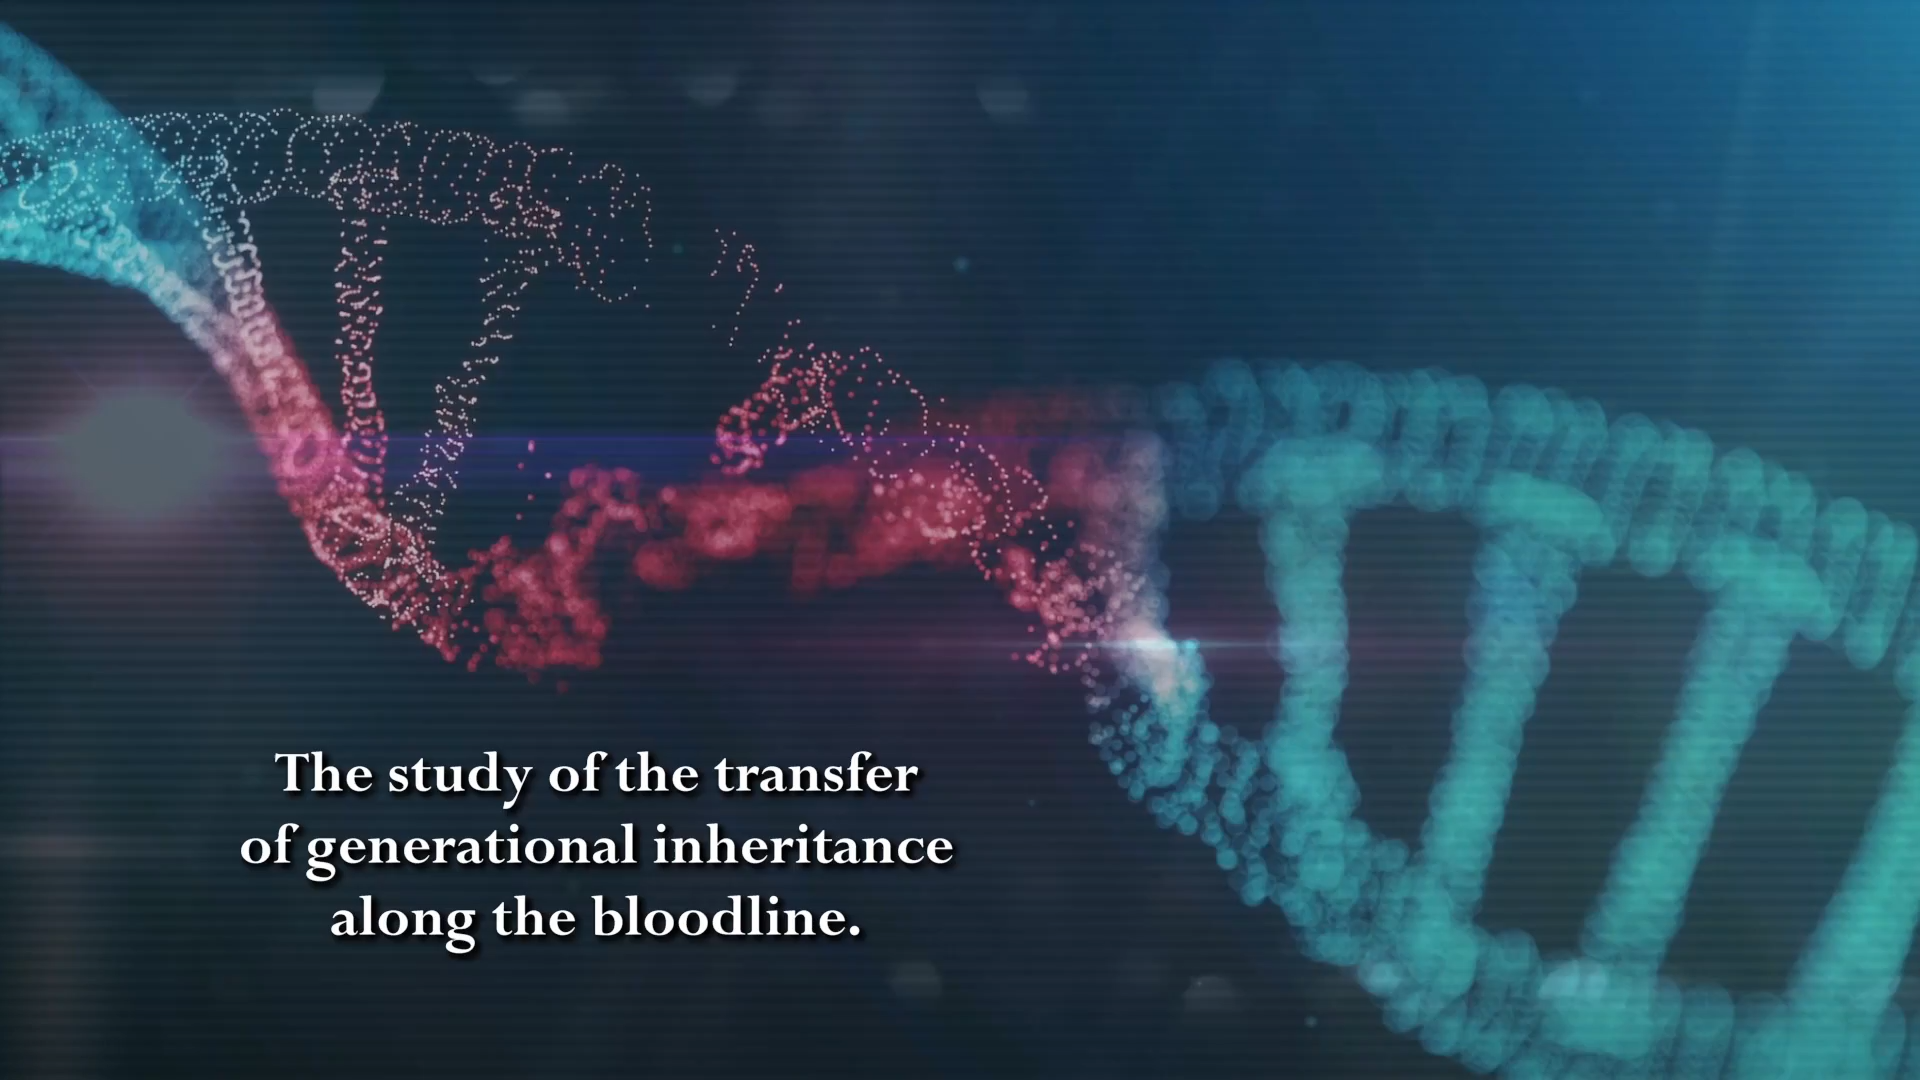 The study of the transfer
of generational inheritance
along the bloodline.